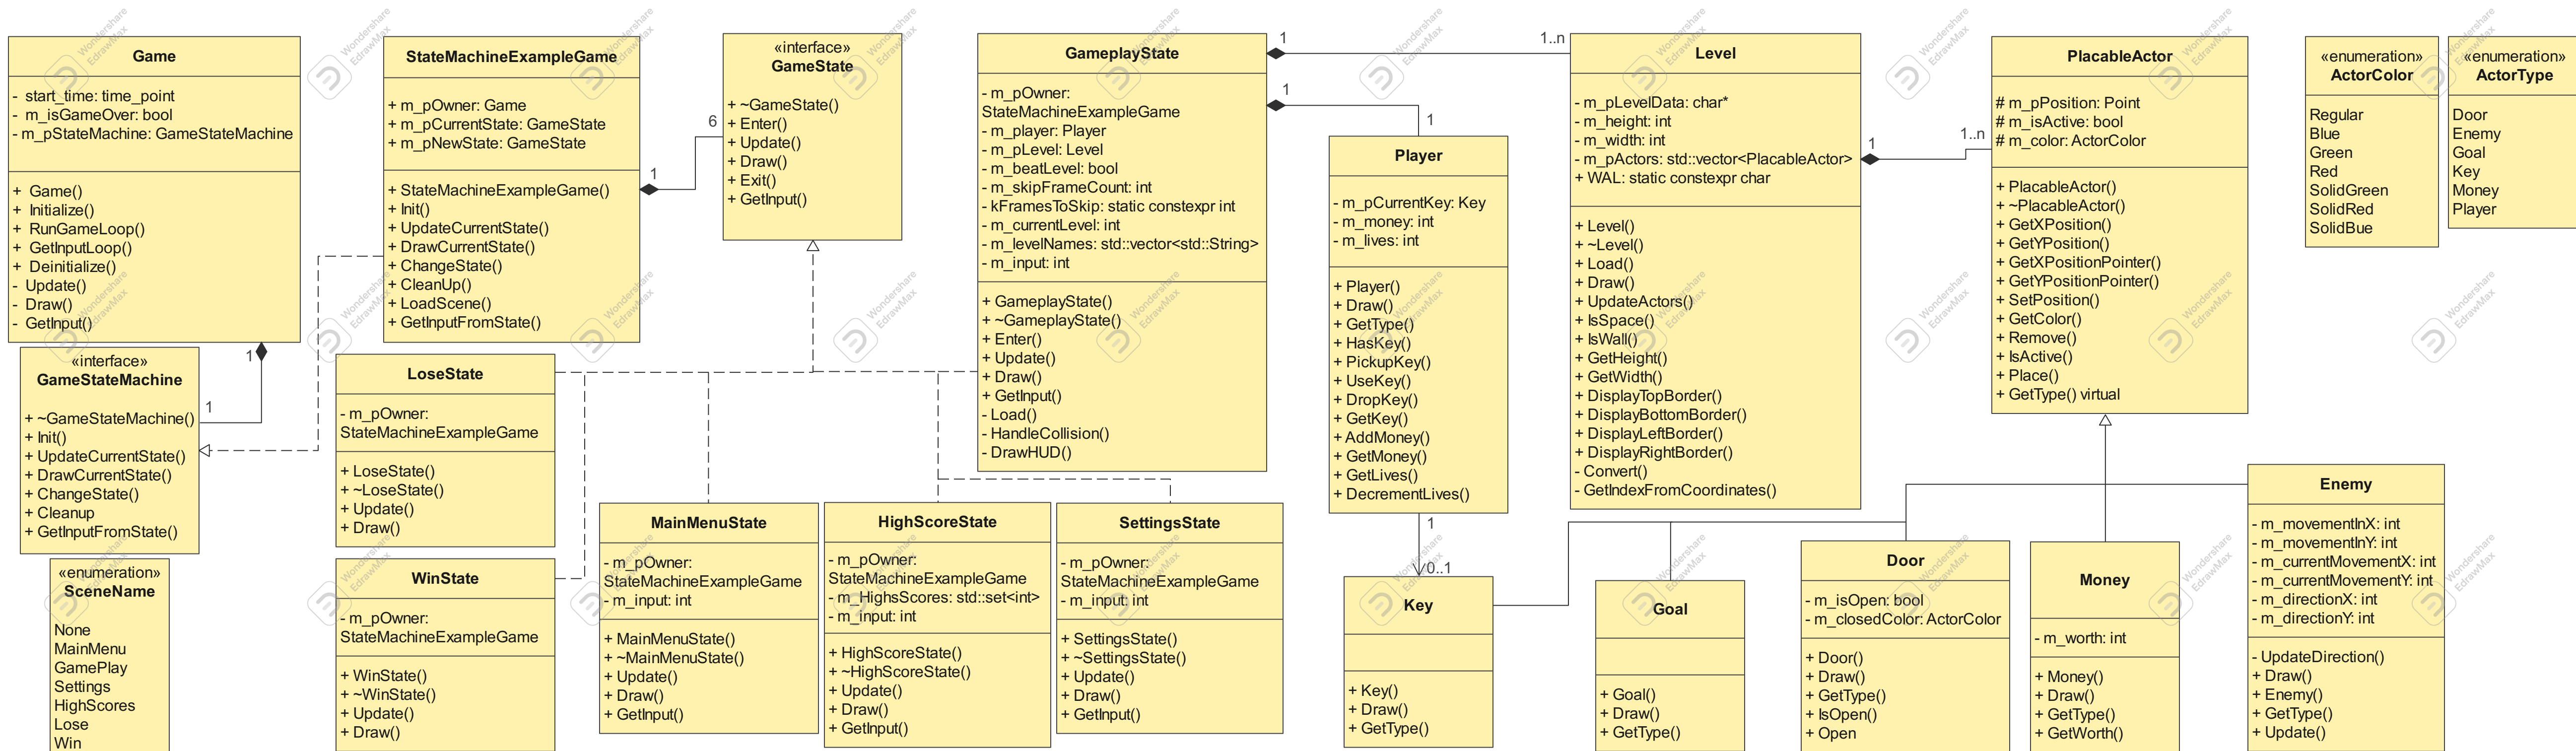 Game
- start_time: time_point
- m_isGameOver: bool
- m_pStateMachine: GameStateMachine
+ Game()
+ Initialize()
+ RunGameLoop()
+ GetInputLoop()
+ Deinitialize()
- Update()
- Draw()
- GetInput()
1
1
«interface»
GameStateMachine
+ ~GameStateMachine()
+ Init()
+ UpdateCurrentState()
+ DrawCurrentState()
+ ChangeState()
+ Cleanup
+ GetInputFromState()
«enumeration»
SceneName
None
MainMenu
GamePlay
Settings
HighScores
Lose
Win
StateMachineExampleGame
+ m_pOwner: Game
+ m_pCurrentState: GameState
+ m_pNewState: GameState
+ StateMachineExampleGame()
+ Init()
+ UpdateCurrentState()
+ DrawCurrentState()
+ ChangeState()
+ CleanUp()
+ LoadScene()
+ GetInputFromState()
1
6
«interface»
GameState
+ ~GameState()
+ Enter()
+ Update()
+ Draw()
+ Exit()
+ GetInput()
LoseState
- m_pOwner:
StateMachineExampleGame
+ LoseState()
+ ~LoseState()
+ Update()
+ Draw()
WinState
- m_pOwner:
StateMachineExampleGame
+ WinState()
+ ~WinState()
+ Update()
+ Draw()
MainMenuState
- m_pOwner:
StateMachineExampleGame
- m_input: int
+ MainMenuState()
+ ~MainMenuState()
+ Update()
+ Draw()
+ GetInput()
HighScoreState
- m_pOwner:
StateMachineExampleGame
- m_HighsScores: std::set<int>
- m_input: int
+ HighScoreState()
+ ~HighScoreState()
+ Update()
+ Draw()
+ GetInput()
SettingsState
- m_pOwner:
StateMachineExampleGame
- m_input: int
+ SettingsState()
+ ~SettingsState()
+ Update()
+ Draw()
+ GetInput()
GameplayState
- m_pOwner:
StateMachineExampleGame
- m_player: Player
- m_pLevel: Level
- m_beatLevel: bool
- m_skipFrameCount: int
- kFramesToSkip: static constexpr int
- m_currentLevel: int
- m_levelNames: std::vector<std::String>
- m_input: int
+ GameplayState()
+ ~GameplayState()
+ Enter()
+ Update()
+ Draw()
+ GetInput()
- Load()
- HandleCollision()
- DrawHUD()
1
1..n
1
1
Player
- m_pCurrentKey: Key
- m_money: int
- m_lives: int
+ Player()
+ Draw()
+ GetType()
+ HasKey()
+ PickupKey()
+ UseKey()
+ DropKey()
+ GetKey()
+ AddMoney()
+ GetMoney()
+ GetLives()
+ DecrementLives()
1
0..1
Level
- m_pLevelData: char*
- m_height: int
- m_width: int
- m_pActors: std::vector<PlacableActor>
+ WAL: static constexpr char
+ Level()
+ ~Level()
+ Load()
+ Draw()
+ UpdateActors()
+ IsSpace()
+ IsWall()
+ GetHeight()
+ GetWidth()
+ DisplayTopBorder()
+ DisplayBottomBorder()
+ DisplayLeftBorder()
+ DisplayRightBorder()
- Convert()
- GetIndexFromCoordinates()
1
1..n
PlacableActor
# m_pPosition: Point
# m_isActive: bool
# m_color: ActorColor
+ PlacableActor()
+ ~PlacableActor()
+ GetXPosition()
+ GetYPosition()
+ GetXPositionPointer()
+ GetYPositionPointer()
+ SetPosition()
+ GetColor()
+ Remove()
+ IsActive()
+ Place()
+ GetType() virtual
«enumeration»
ActorColor
Regular
Blue
Green
Red
SolidGreen
SolidRed
SolidBue
«enumeration»
ActorType
Door
Enemy
Goal
Key
Money
Player
Key
+ Key()
+ Draw()
+ GetType()
Goal
+ Goal()
+ Draw()
+ GetType()
Door
- m_isOpen: bool
- m_closedColor: ActorColor
+ Door()
+ Draw()
+ GetType()
+ IsOpen()
+ Open
Money
- m_worth: int
+ Money()
+ Draw()
+ GetType()
+ GetWorth()
Enemy
- m_movementInX: int
- m_movementInY: int
- m_currentMovementX: int
- m_currentMovementY: int
- m_directionX: int
- m_directionY: int
- UpdateDirection()
+ Draw()
+ Enemy()
+ GetType()
+ Update()
Wondershare
EdrawMax